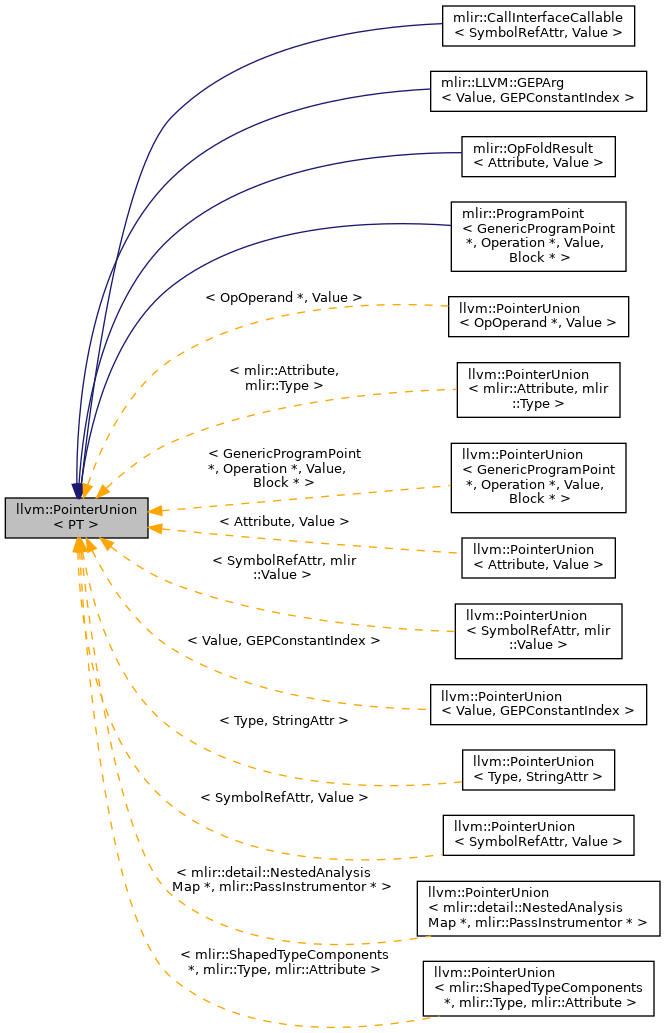 mlir::CallInterfaceCallable
< SymbolRefAttr, Value >
mlir::LLVM::GEPArg
< Value, GEPConstantIndex >
mlir::OpFoldResult
< Attribute, Value >
mlir::ProgramPoint
< GenericProgramPoint
*, Operation *, Value,
Block * >
< OpOperand *, Value >
llvm::PointerUnion
< OpOperand *, Value >
< mlir::Attribute,
mlir::Type >
llvm::PointerUnion
< mlir::Attribute, mlir
::Type >
< GenericProgramPoint
*, Operation *, Value,
Block * >
llvm::PointerUnion
< GenericProgramPoint
*, Operation *, Value,
Block * >
llvm::PointerUnion
< PT >
< Attribute, Value >
llvm::PointerUnion
< Attribute, Value >
< SymbolRefAttr, mlir
::Value >
llvm::PointerUnion
< SymbolRefAttr, mlir
::Value >
< Value, GEPConstantIndex >
llvm::PointerUnion
< Value, GEPConstantIndex >
< Type, StringAttr >
llvm::PointerUnion
< Type, StringAttr >
< SymbolRefAttr, Value >
llvm::PointerUnion
< SymbolRefAttr, Value >
< mlir::detail::NestedAnalysis
Map *, mlir::PassInstrumentor * >
llvm::PointerUnion
< mlir::detail::NestedAnalysis
Map *, mlir::PassInstrumentor * >
< mlir::ShapedTypeComponents
*, mlir::Type, mlir::Attribute >
llvm::PointerUnion
< mlir::ShapedTypeComponents
*, mlir::Type, mlir::Attribute >